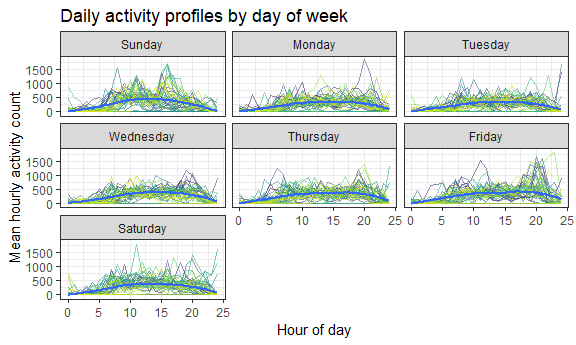 Daily activity profiles by day of week
Sunday
Monday
Tuesday
1500
1000
500
0
Wednesday
Thursday
Friday
1500
1000
500
0
0 5 10 15 20 25
0 5 10 15 20 25
Saturday
1500
1000
500
0
0 5 10 15 20 25
Mean hourly activity count
Hour of day